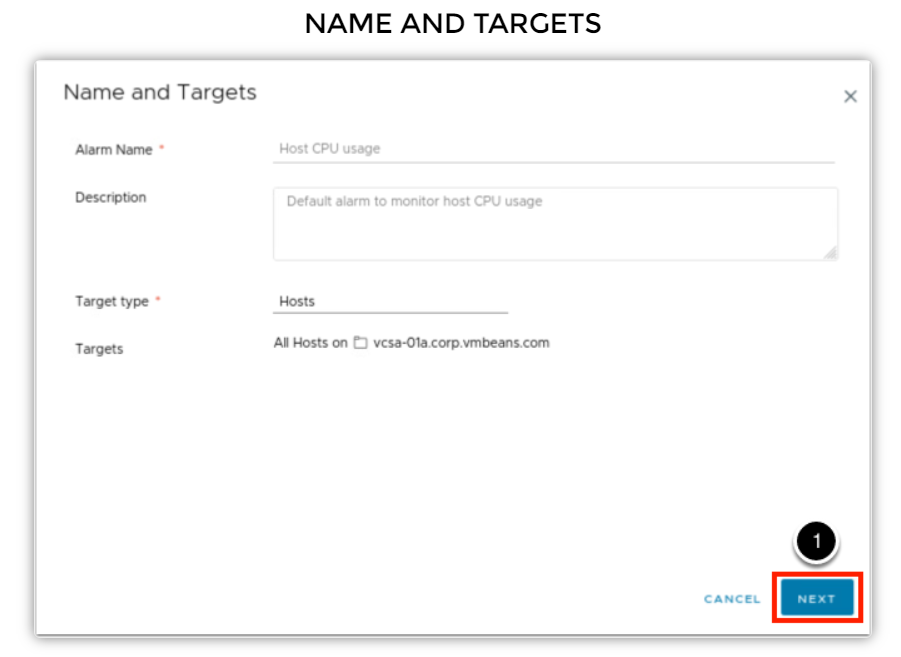 NAME AND TARGETS
Name and Targets
Alarm Name *
Host CPU usage
Description
Default alarm to monitor host CPU usage
Target type *
Hosts
Targets
All Hosts on vcsa-01a.corp.vmbeans.com
1
CANCEL
NEXT